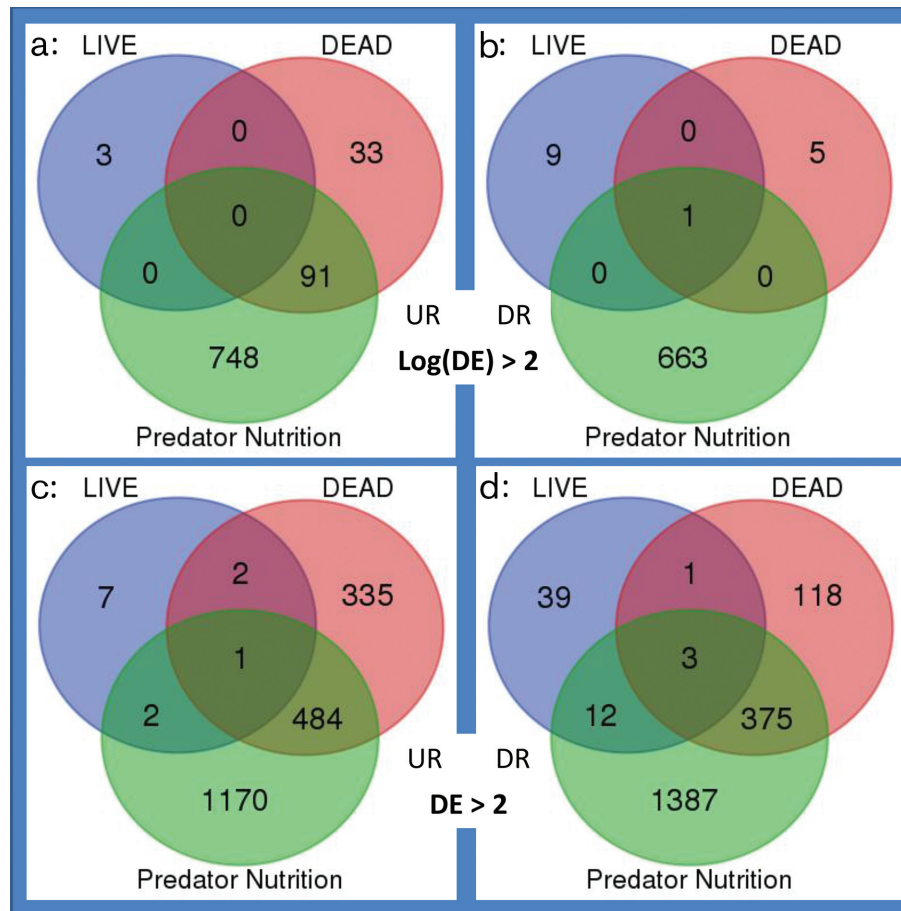 a: LIVE DEAD
3 0 33
0
0 91
748
Predator Nutrition
b: LIVE DEAD
9 0 5
1
0 0
663
Predator Nutrition
UR DR
Log(DE) > 2
c: LIVE DEAD
7 2 335
1
2 484
1170
Predator Nutrition
d: LIVE DEAD
39 1 118
3
12 375
1387
Predator Nutrition
UR DR
DE > 2